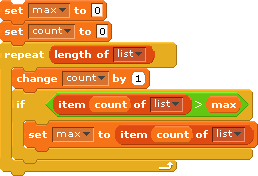 set max to 0
set count to 0
repeat length of list
change count by 1
if item count of list > max
set max to item count of list